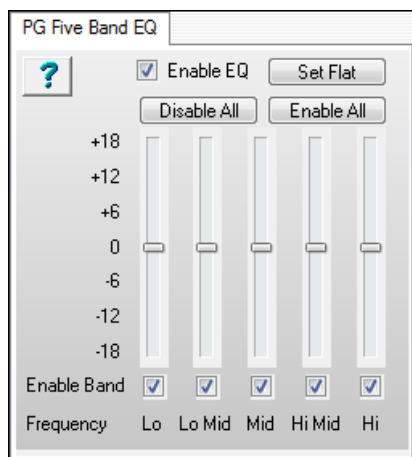 PG Five Band EQ
? Enable EQ Set Flat
Disable All Enable All
+18
+12
+6
0
-6
-12
-18
Enable Band
Frequency Lo Lo Mid Mid Hi Mid Hi